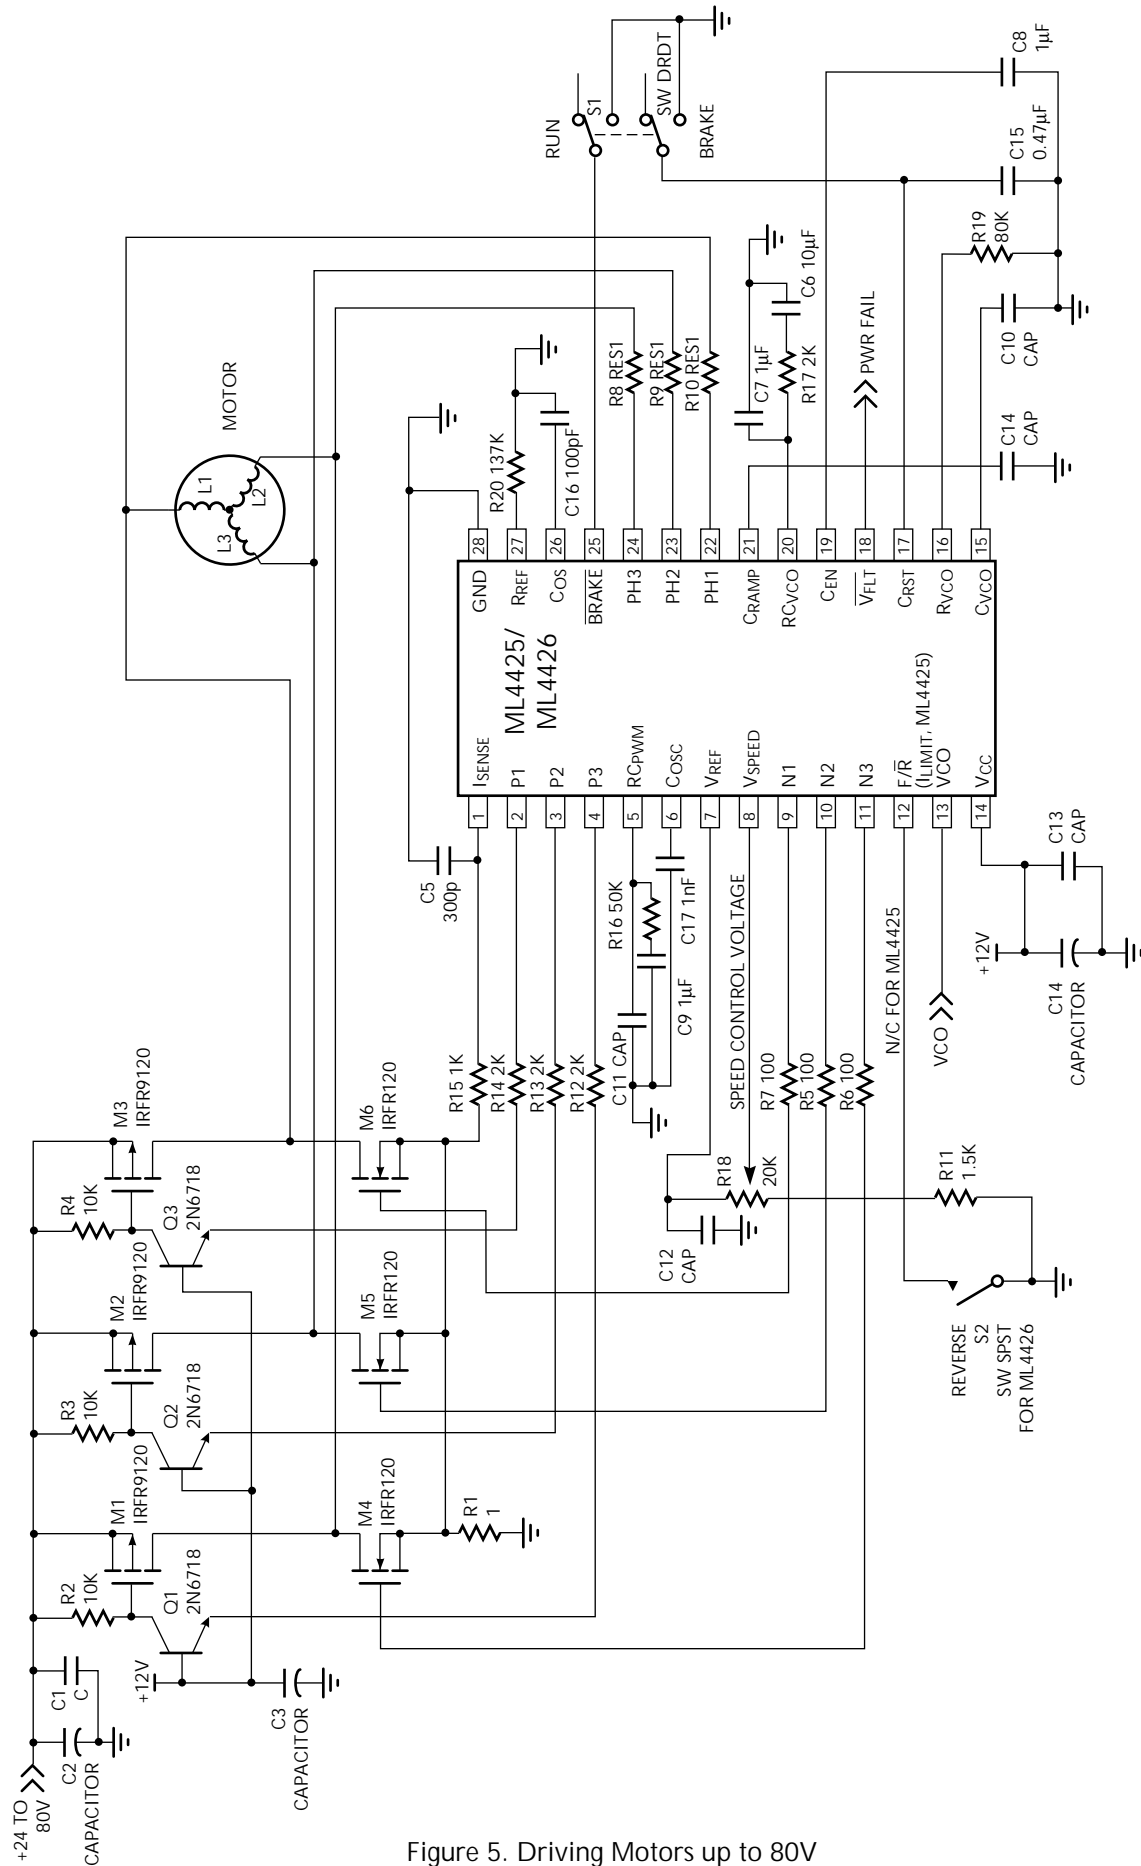 +24 TO
80V
C2
CAPACITOR
C1
C
+12V
C3
CAPACITOR
R2
10K
Q1
2N6718
M1
IRFR9120
R3
10K
Q2
2N6718
M2
IRFR9120
R4
10K
Q3
2N6718
M3
IRFR9120
M4
IRFR120
M5
IRFR120
M6
IRFR120
R1
1
MOTOR
L1
L2
L3
R15 1K
R14 2K
R13 2K
R12 2K
C5
300p
R16 50K
C11 CAP
C9 1µF
C17 1nF
SPEED CONTROL VOLTAGE
R18
20K
C12
CAP
R7 100
R5 100
R6 100
N/C FOR ML4425
R11
1.5K
REVERSE
S2
SW SPST
FOR ML4426
VCO
+12V
C14
CAPACITOR
C13
CAP
ML4425/
ML4426
1 ISENSE
2 P1
3 P2
4 P3
5 RCPWM
6 COSC
7 VREF
8 VSPEED
9 N1
10 N2
11 N3
12 F/R
(ILIMIT, ML4425)
13 VCO
14 VCC
GND 28
RREF 27
COS 26
BRAKE 25
PH3 24
PH2 23
PH1 22
CRAMP 21
RCVCO 20
CEN 19
VFLT 18
CRST 17
RVCO 16
CVCO 15
R20 137K
C16 100pF
R8 RES1
R9 RES1
R10 RES1
C7 1µF
R17 2K
C6 10µF
PWR FAIL
C14
CAP
C10
CAP
R19
80K
C15
0.47µF
C8
1µF
RUN
S1
SW DRDT
BRAKE
Figure 5. Driving Motors up to 80V